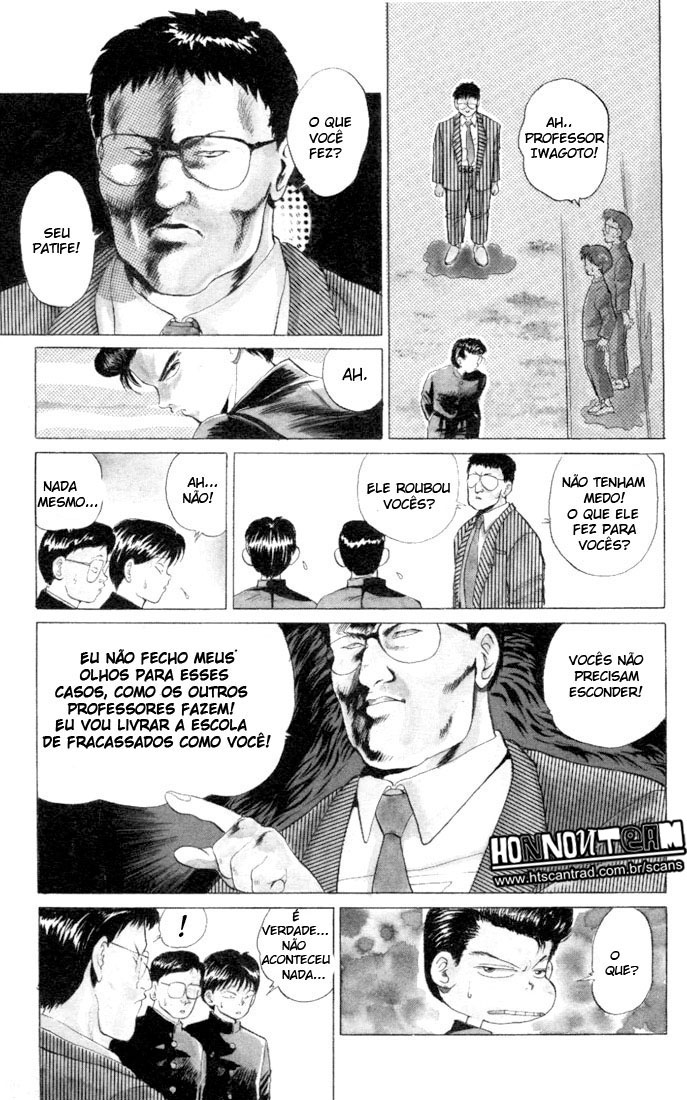 AH..
PROFESSOR
IWAGOTO!
O QUE
VOCÊ
FEZ?
SEU
PATIFE!
AH.
NÃO TENHAM
MEDO!
O QUE ELE
FEZ PARA
VOCÊS?
ELE ROUBOU
VOCÊS?
AH...
NÃO!
NADA
MESMO...
VOCÊS NÃO
PRECISAM
ESCONDER!
EU NÃO FECHO MEUS
OLHOS PARA ESSES
CASOS, COMO OS OUTROS
PROFESSORES FAZEM!
EU VOU LIVRAR A ESCOLA
DE FRACASSADOS COMO VOCÊ!
HONNOUTEAM
www.htscantrad.com.br/scans
O
QUE?
É
VERDADE...
NÃO
ACONTECEU
NADA...
!